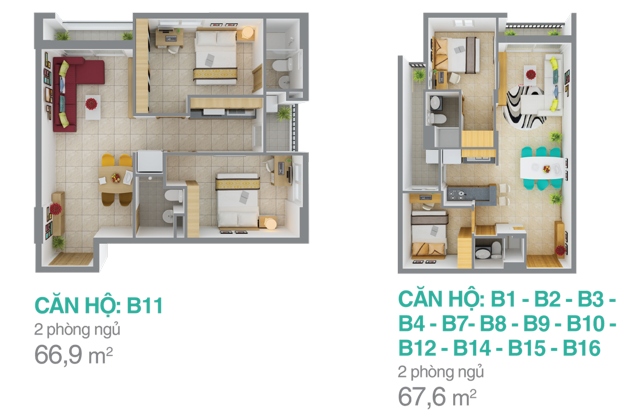 CĂN HỘ: B11
2 phòng ngủ
66,9 m²
CĂN HỘ: B1 - B2 - B3 -
B4 - B7- B8 - B9 - B10 -
B12 - B14 - B15 - B16
2 phòng ngủ
67,6 m²